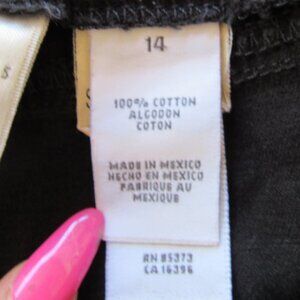 14
100% COTTON
ALGODON
COTON
MADE IN MEXICO
HECHO EN MEXICO
FABRIQUE AU
MEXIQUE
RN 85373
CA 16396
S